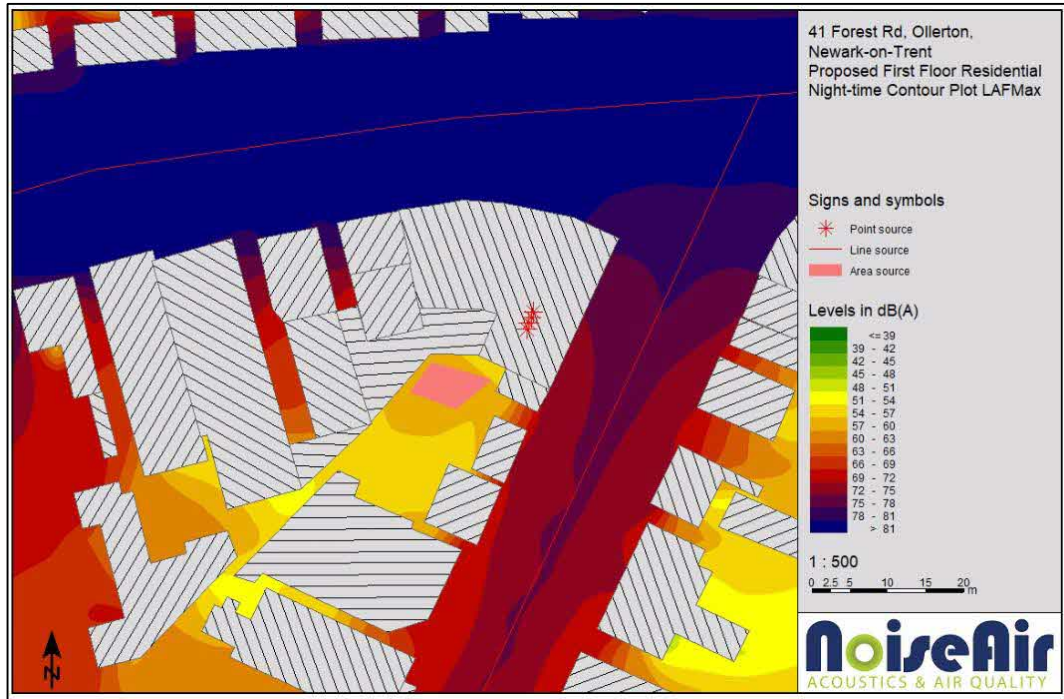 41 Forest Rd, Ollerton,
Newark-on-Trent
Proposed First Floor Residential
Night-time Contour Plot LAFMax
Signs and symbols
Point source
Line source
Area source
Levels in dB(A)
<= 39
39 - 42
42 - 45
45 - 48
48 - 51
51 - 54
54 - 57
57 - 60
60 - 63
63 - 66
66 - 69
69 - 72
72 - 75
75 - 78
78 - 81
> 81
1 : 500
0 2.5 5 10 15 20
m
N
NoiseAir
ACOUSTICS & AIR QUALITY